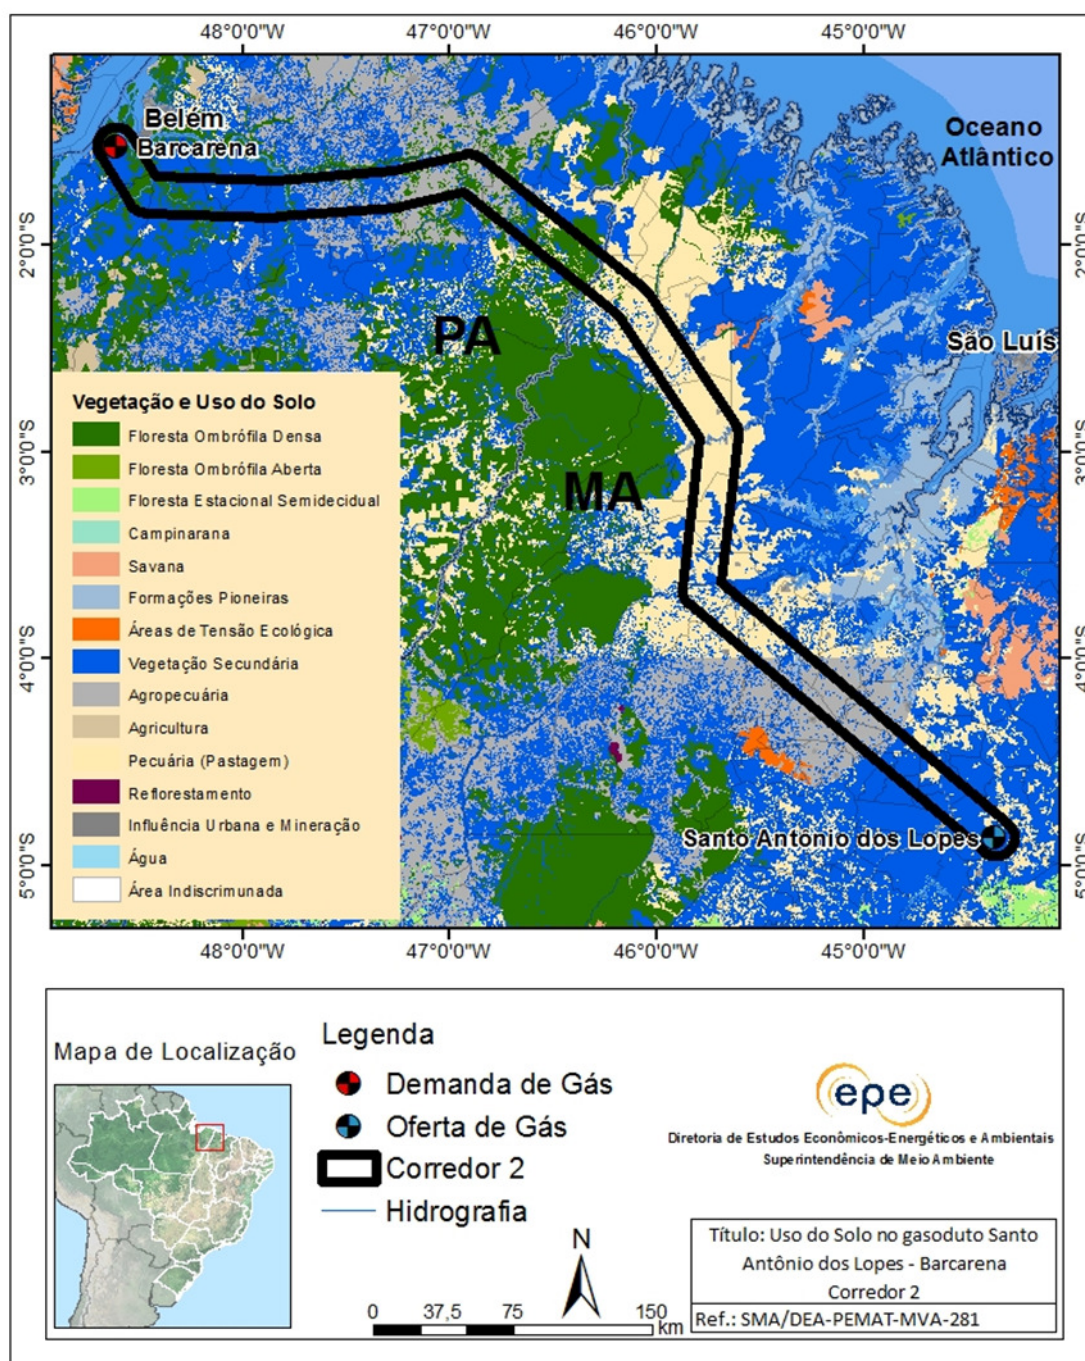 48°0'0"W
47°0'0"W
46°0'0"W
45°0'0"W
Belém
Barcarena
Oceano
Atlântico
2°0'0"S
2°0'0"S
PA
São Luís
Vegetação e Uso do Solo
Floresta Ombrófila Densa
Floresta Ombrófila Aberta
Floresta Estacional Semidecidual
Campinarana
Savana
Formações Pioneiras
Áreas de Tensão Ecológica
Vegetação Secundária
Agropecuária
Agricultura
Pecuária (Pastagem)
Reflorestamento
Influência Urbana e Mineração
Água
Área Indiscrimunada
3°0'0"S
3°0'0"S
MA
4°0'0"S
4°0'0"S
Santo Antônio dos Lopes
5°0'0"S
5°0'0"S
48°0'0"W
47°0'0"W
46°0'0"W
45°0'0"W
Mapa de Localização
Legenda
Demanda de Gás
Oferta de Gás
Corredor 2
Hidrografia
epe
Diretoria de Estudos Econômicos-Energéticos e Ambientais
Superintendência de Meio Ambiente
N
0 37,5 75 150
km
Título: Uso do Solo no gasoduto Santo
Antônio dos Lopes - Barcarena
Corredor 2
Ref.: SMA/DEA-PEMAT-MVA-281